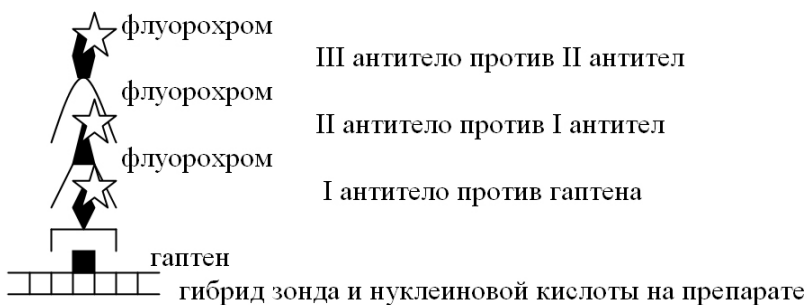 флуорохром
III антитело против II антител
флуорохром
II антитело против I антител
флуорохром
I антитело против гаптена
гаптен
гибрид зонда и нуклеиновой кислоты на препарате